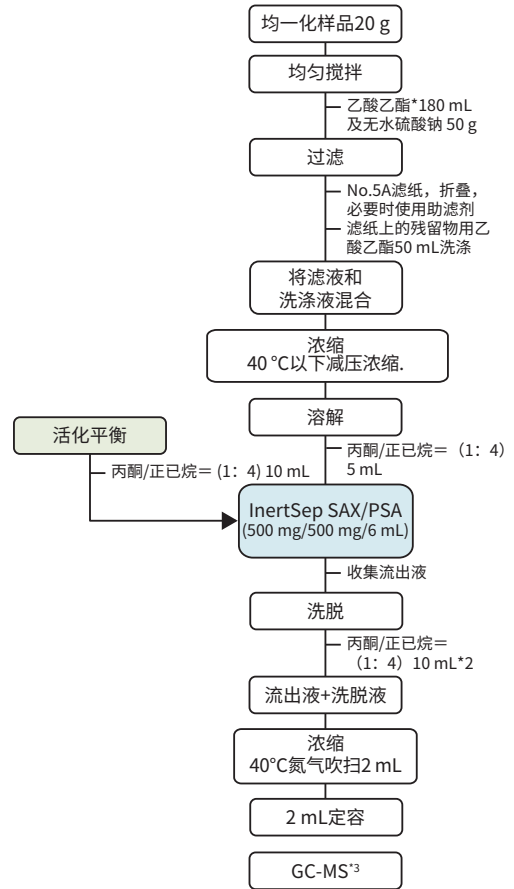 均一化样品20 g
均匀搅拌
乙酸乙酯*180 mL
及无水硫酸钠 50 g
过滤
No.5A滤纸，折叠，
必要时使用助滤剂
滤纸上的残留物用乙
酸乙酯50 mL洗涤
将滤液和
洗涤液混合
浓缩
40 °C以下减压浓缩.
溶解
丙酮/正已烷＝（1：4）
5 mL
活化平衡
丙酮/正已烷＝ (1：4) 10 mL
InertSep SAX/PSA
(500 mg/500 mg/6 mL)
收集流出液
洗脱
丙酮/正已烷＝
（1：4）10 mL*2
流出液+洗脱液
浓缩
40°C氮气吹扫2 mL
2 mL定容
GC-MS*3